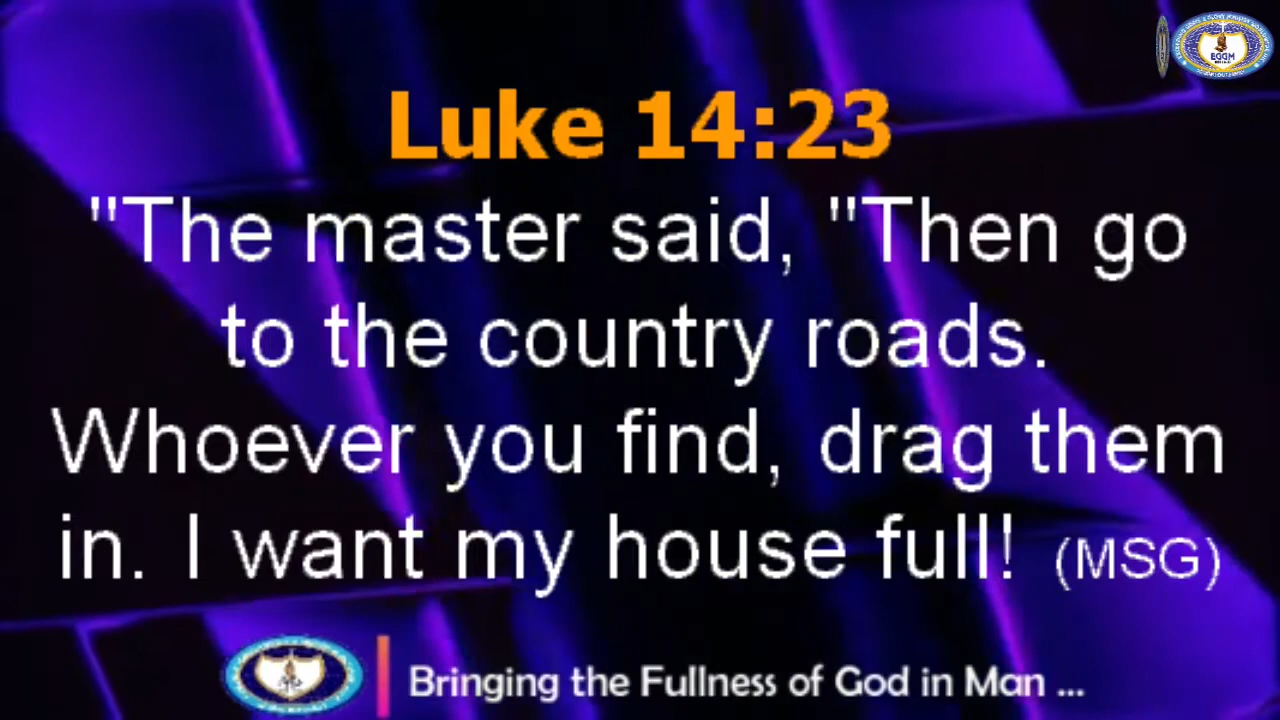 EGGM
Luke 14:23
"The master said, "Then go
to the country roads.
Whoever you find, drag them
in. I want my house full! (MSG)
Bringing the Fullness of God in Man ...